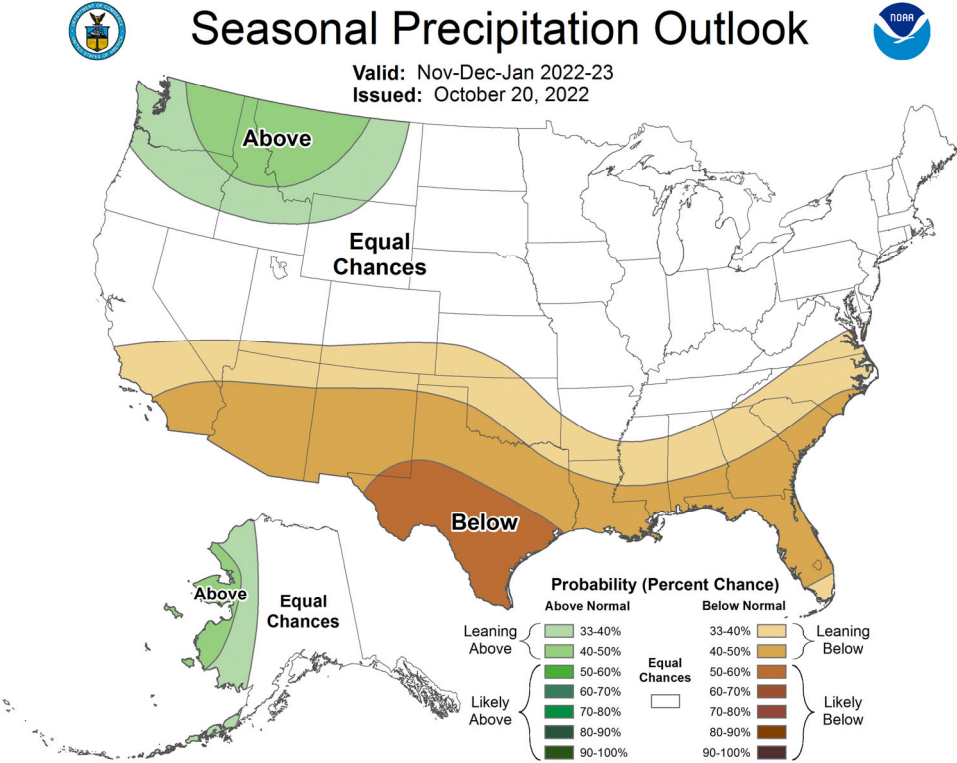 Seasonal Precipitation Outlook
NOAA
Valid: Nov-Dec-Jan 2022-23
Issued: October 20, 2022
Above
Equal
Chances
Below
Above
Equal
Chances
Probability (Percent Chance)
Above Normal
Below Normal
Leaning
Above
33-40%
40-50%
Likely
Above
50-60%
60-70%
70-80%
80-90%
90-100%
Equal
Chances
33-40%
40-50%
Leaning
Below
50-60%
60-70%
70-80%
80-90%
90-100%
Likely
Below